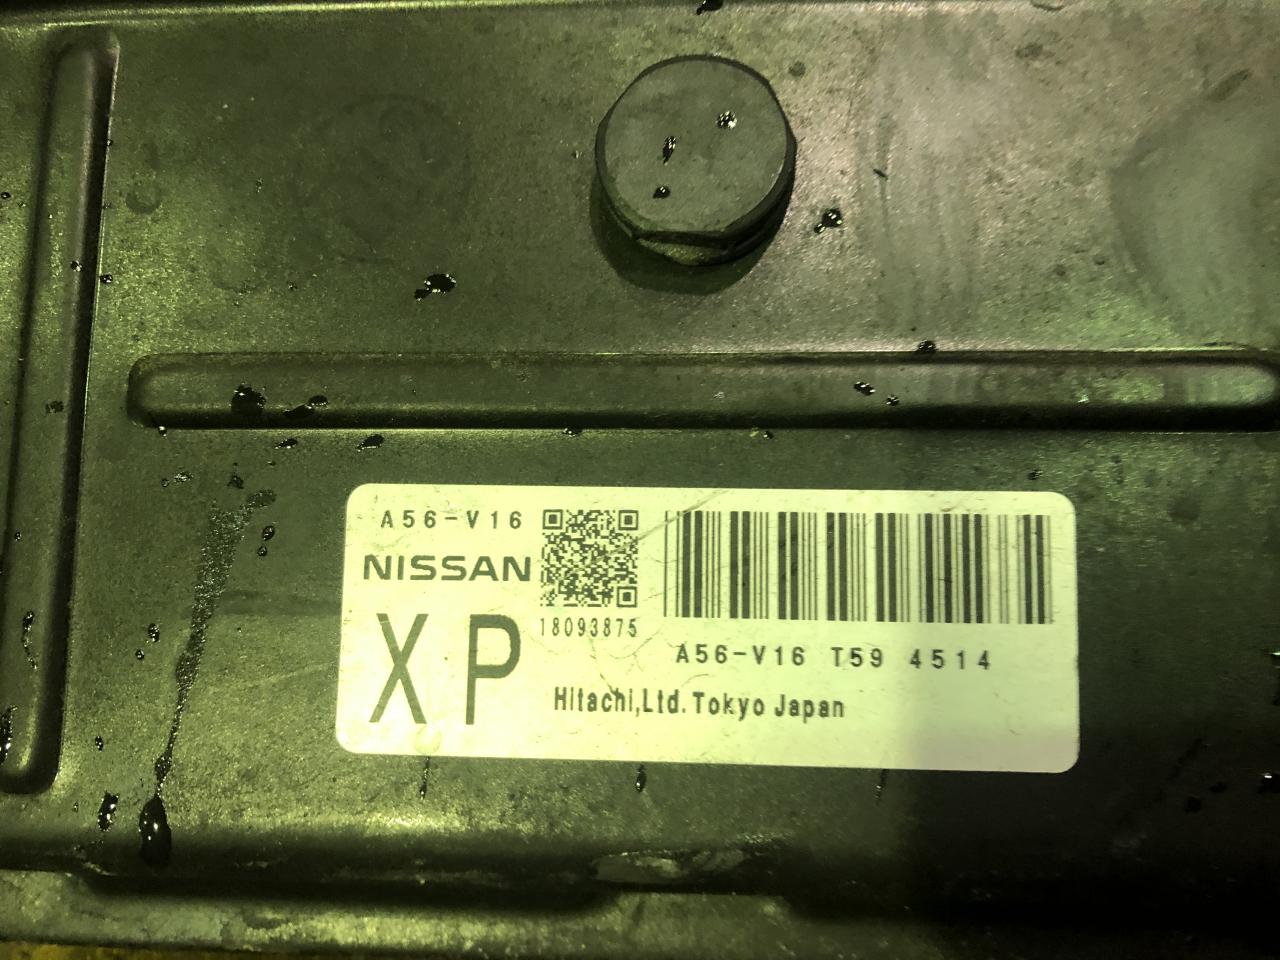 A56-V16
NISSAN
XP
18093875
A56-V16 T59 4514
Hitachi,Ltd.Tokyo Japan